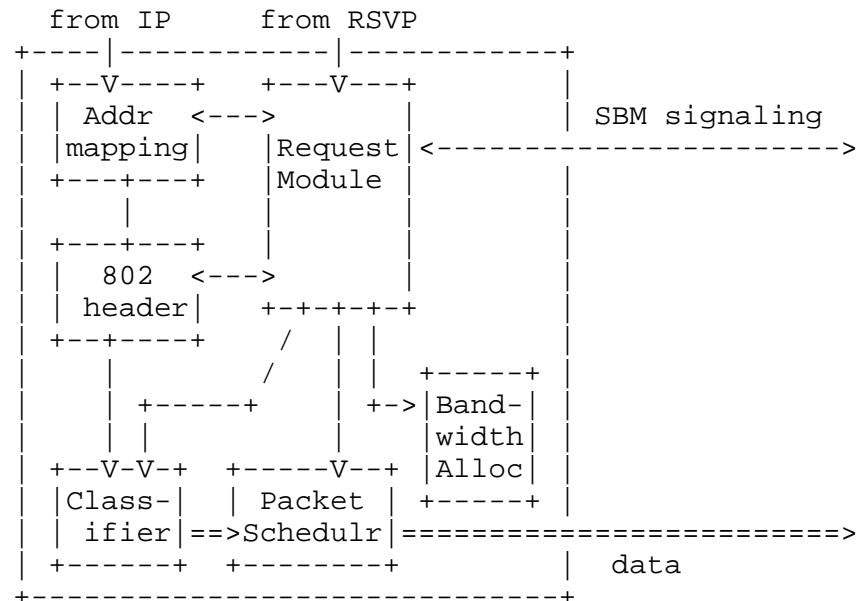 from IP from RSVP
Addr
mapping Request SBM signaling
Module
802
header
Band-
width
Class- Packet Alloc
ifier Schedulr
data